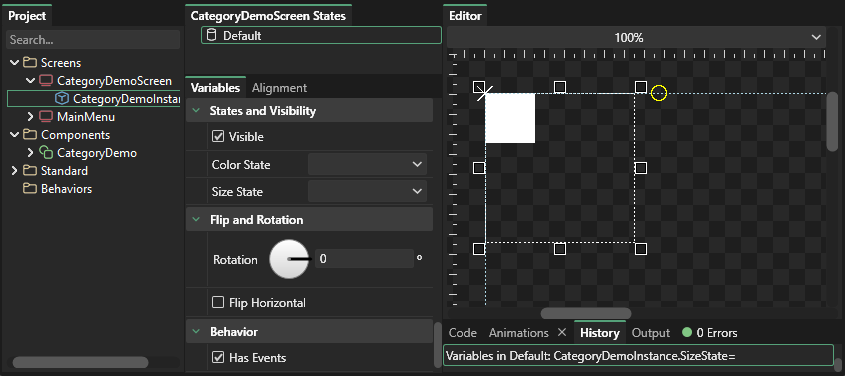 Project
Search...
Screens
CategoryDemoScreen
CategoryDemoInstan
MainMenu
Components
CategoryDemo
Standard
Behaviors
CategoryDemoScreen States
Default
Variables Alignment
States and Visibility
Visible
Color State
Size State
Flip and Rotation
Rotation 0 °
Flip Horizontal
Behavior
Has Events
Editor
100%
Code Animations History Output 0 Errors
Variables in Default: CategoryDemoInstance.SizeState=